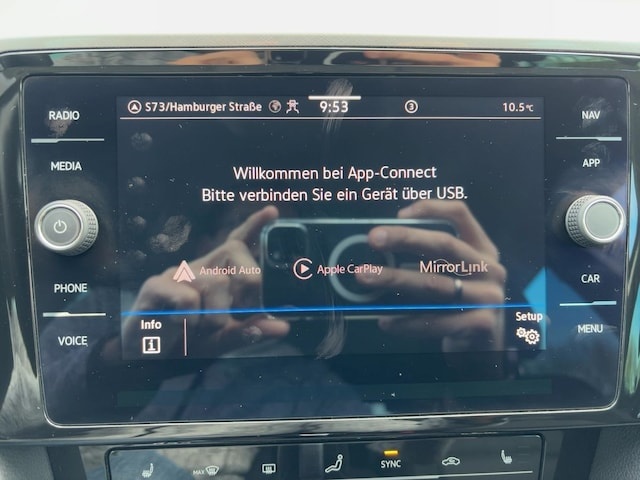 RADIO
MEDIA
PHONE
VOICE
S73/Hamburger Straße
9:53
3
10.5°C
Willkommen bei App-Connect
Bitte verbinden Sie ein Gerät über USB.
Android Auto
Apple CarPlay
MirrorLink
Info
Setup
NAV
APP
CAR
MENU
MAX
SYNC